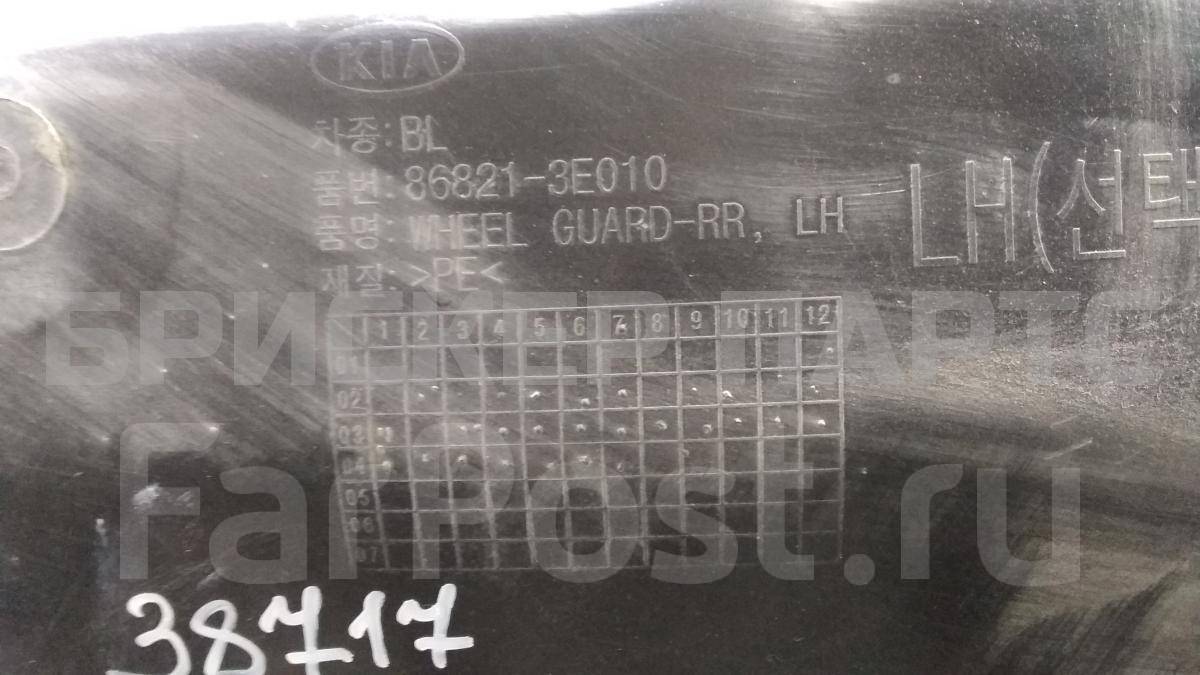 KIA
차종: BL
품번: 86821-3E010
품명: WHEEL GUARD-RR, LH
재질: >PE<
LH(선택
1 2 3 4 5 6 7 8 9 10 11 12
01
02
03
04
05
06
07
БРИСКЕР ПАРТС
FarPost.ru
38717